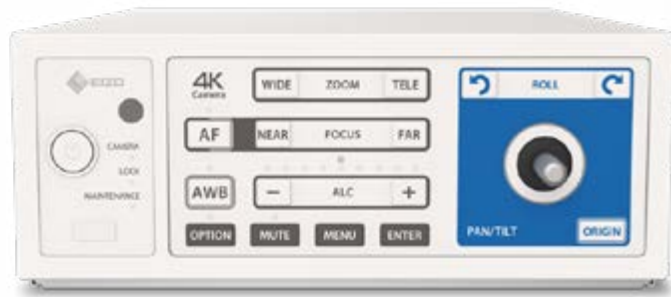 EIZO
CAMERA
LOCK
MAINTENANCE
4K
Camera
WIDE ZOOM TELE
AF NEAR FOCUS FAR
AWB − ALC +
OPTION MUTE MENU ENTER
ROLL
PAN/TILT ORIGIN